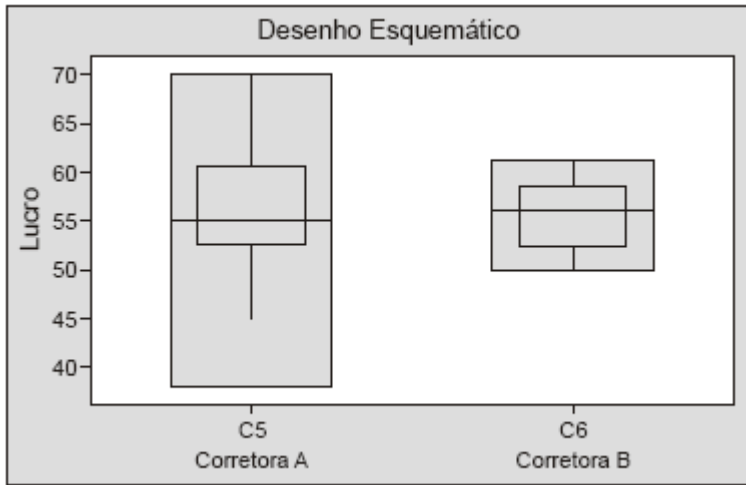 Desenho Esquemático
70
65
60
55
50
45
40
Lucro
C5
C6
Corretora A
Corretora B